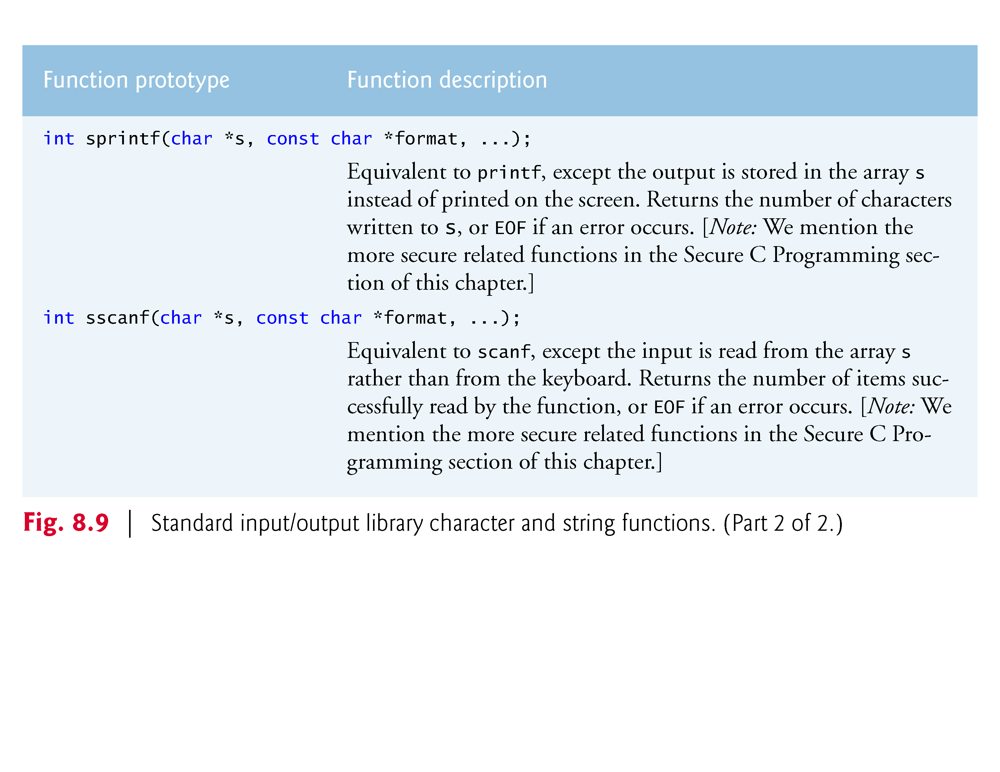 Function prototype Function description
int sprintf(char *s, const char *format, ...);
Equivalent to printf, except the output is stored in the array s
instead of printed on the screen. Returns the number of characters
written to s, or EOF if an error occurs. [Note: We mention the
more secure related functions in the Secure C Programming sec-
tion of this chapter.]
int sscanf(char *s, const char *format, ...);
Equivalent to scanf, except the input is read from the array s
rather than from the keyboard. Returns the number of items suc-
cessfully read by the function, or EOF if an error occurs. [Note: We
mention the more secure related functions in the Secure C Pro-
gramming section of this chapter.]
Fig. 8.9 | Standard input/output library character and string functions. (Part 2 of 2.)